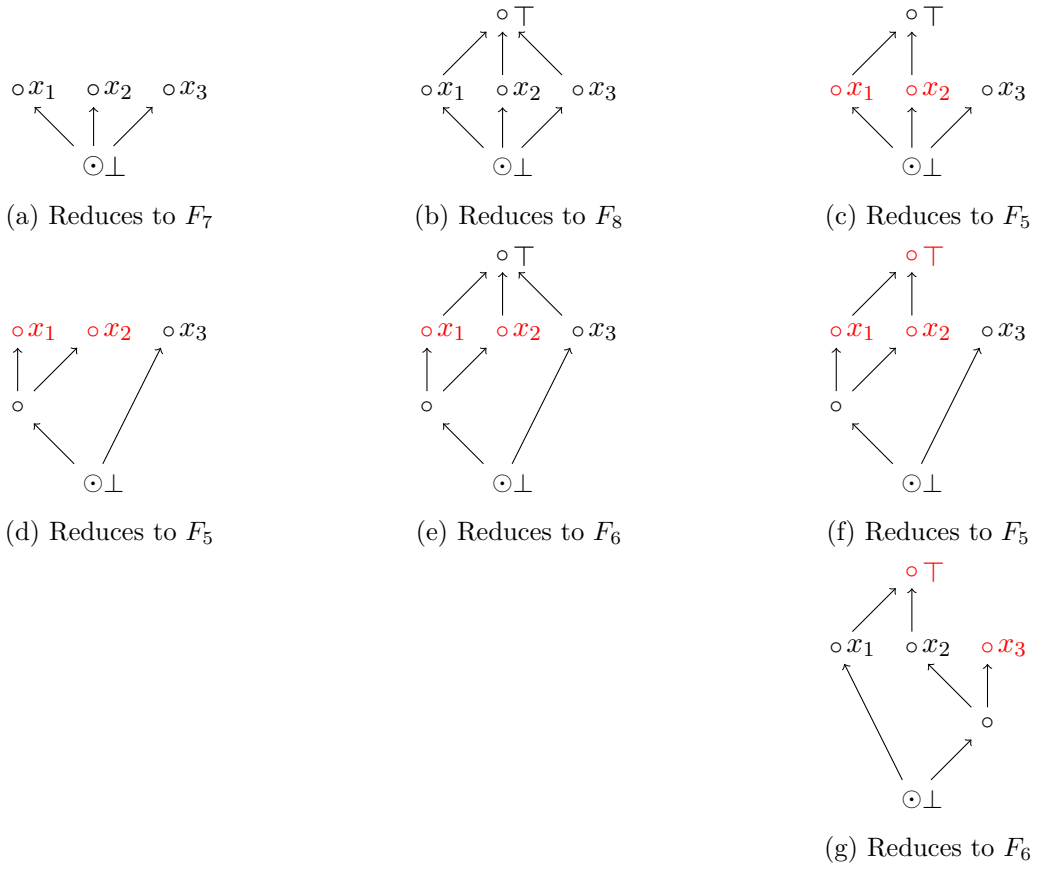 ⊤ ⊤
x₁ x₂ x₃ x₁ x₂ x₃ x₁ x₂ x₃
⊥ ⊥ ⊥
(a) Reduces to F₇ (b) Reduces to F₈ (c) Reduces to F₅
⊤ ⊤
x₁ x₂ x₃ x₁ x₂ x₃ x₁ x₂ x₃
⊥ ⊥ ⊥
(d) Reduces to F₅ (e) Reduces to F₆ (f) Reduces to F₅
⊤
x₁ x₂ x₃
⊥
(g) Reduces to F₆